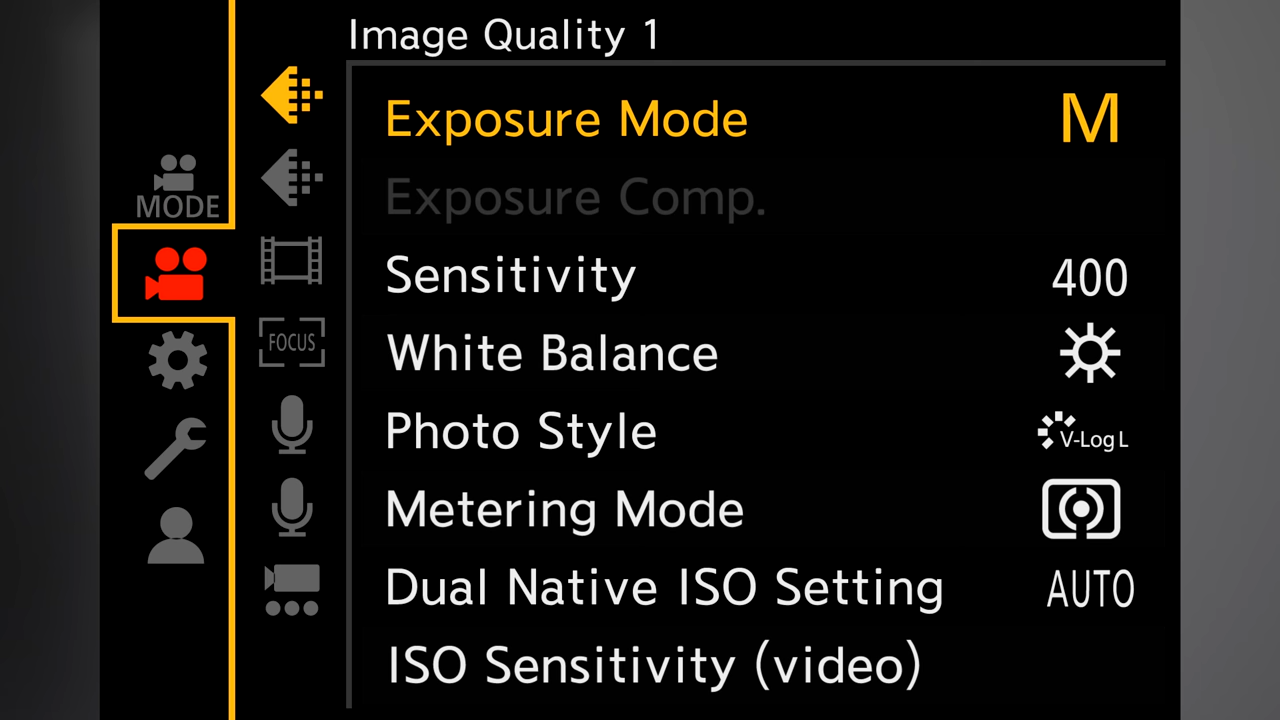 Image Quality 1
Exposure Mode M
Exposure Comp.
MODE
Sensitivity 400
FOCUS
White Balance
Photo Style V-Log L
Metering Mode
Dual Native ISO Setting AUTO
ISO Sensitivity (video)